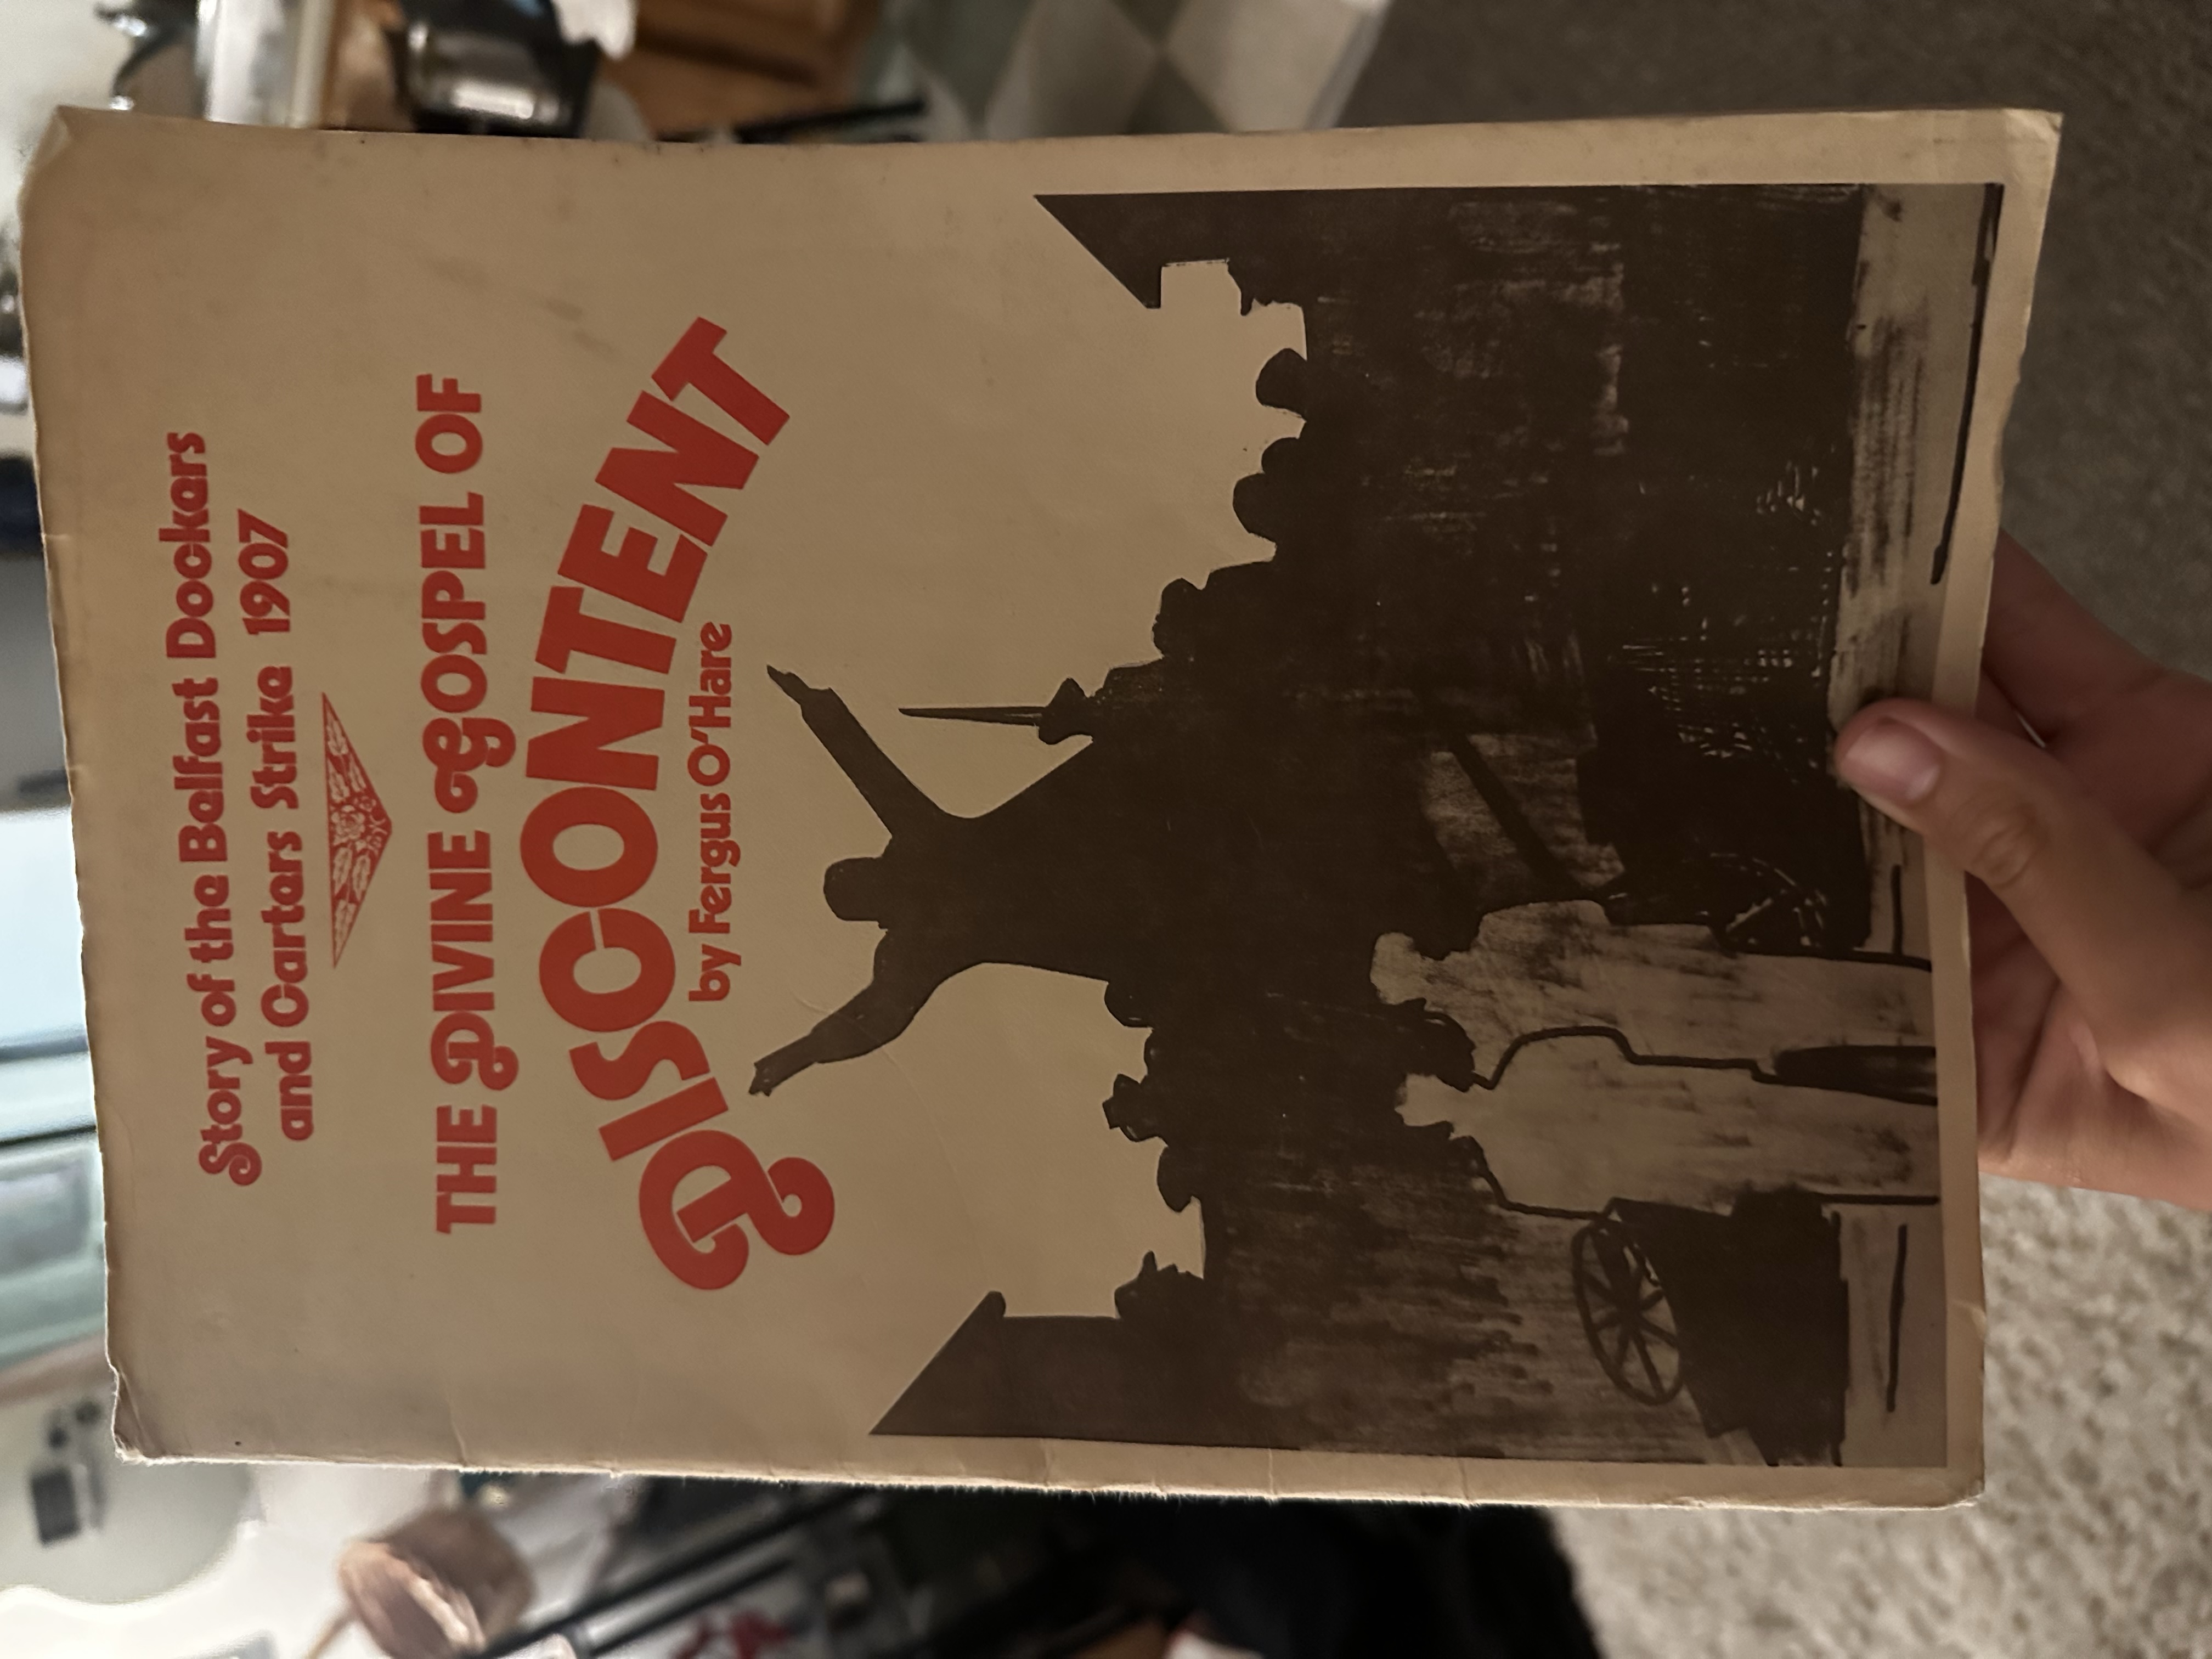 Story of the Belfast Dockers
and Carters Strike 1907
THE DIVINE GOSPEL OF
DISCONTENT
by Fergus O'Hare